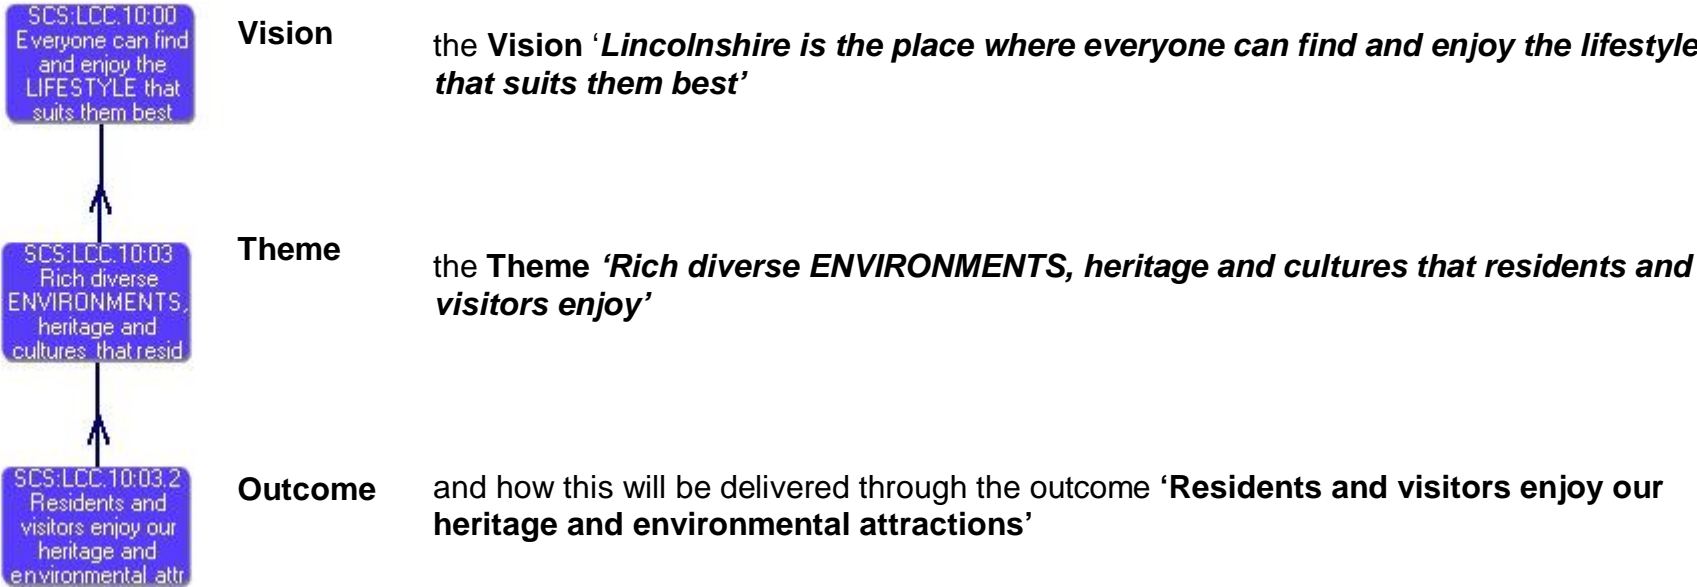 SCS:LCC.10:00
Everyone can find
and enjoy the
LIFESTYLE that
suits them best
Vision
the Vision ‘Lincolnshire is the place where everyone can find and enjoy the lifestyle
that suits them best’
SCS:LCC.10:03
Rich diverse
ENVIRONMENTS,
heritage and
cultures that resid
Theme
the Theme ‘Rich diverse ENVIRONMENTS, heritage and cultures that residents and
visitors enjoy’
SCS:LCC.10:03.2
Residents and
visitors enjoy our
heritage and
environmental attr
Outcome
and how this will be delivered through the outcome ‘Residents and visitors enjoy our
heritage and environmental attractions’